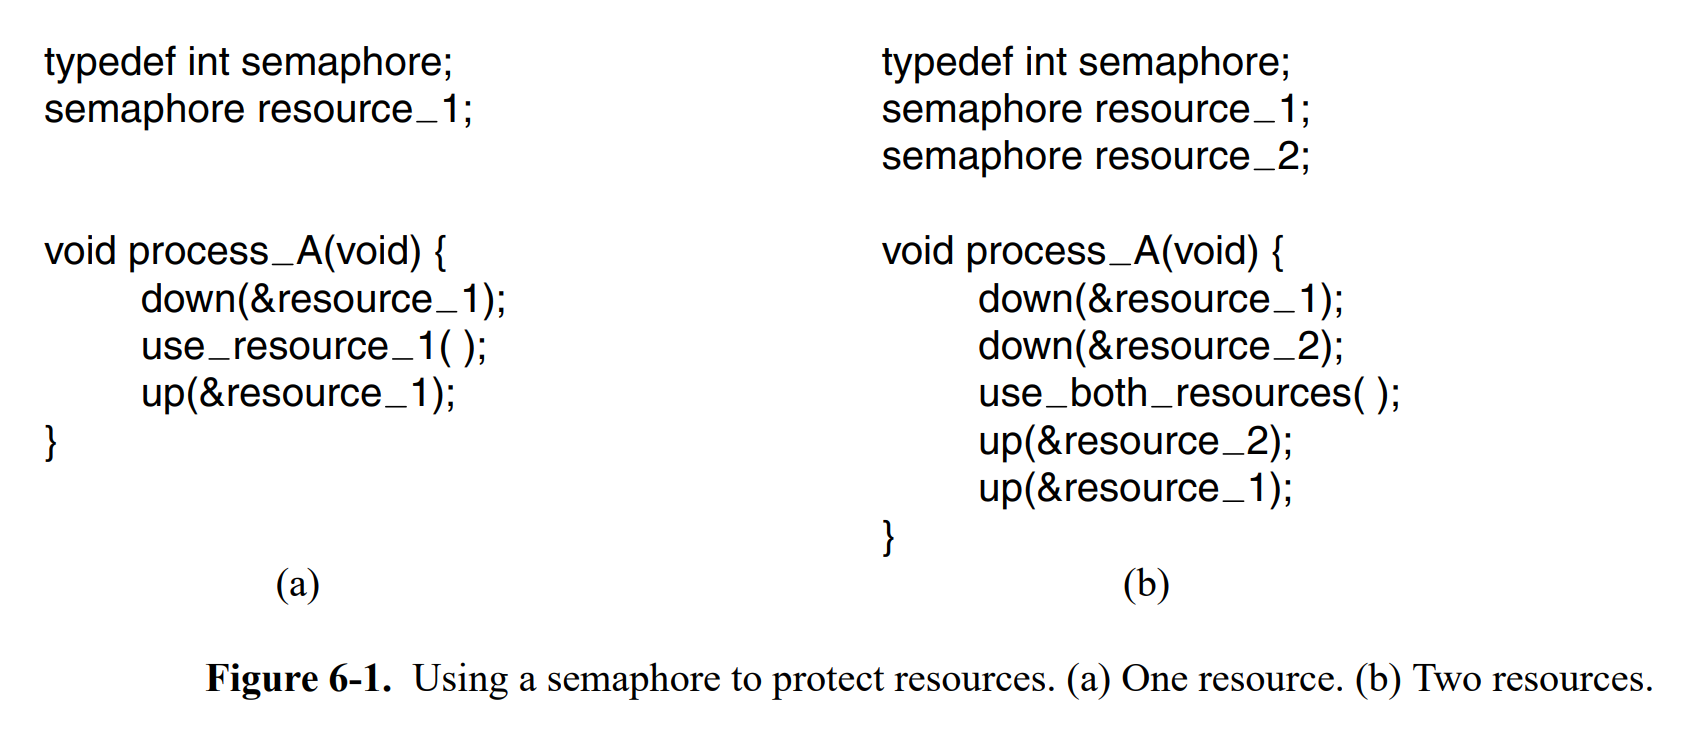 typedef int semaphore;
semaphore resource_1;
void process_A(void) {
down(&resource_1);
use_resource_1( );
up(&resource_1);
}
(a)
typedef int semaphore;
semaphore resource_1;
semaphore resource_2;
void process_A(void) {
down(&resource_1);
down(&resource_2);
use_both_resources( );
up(&resource_2);
up(&resource_1);
}
(b)
Figure 6-1. Using a semaphore to protect resources. (a) One resource. (b) Two resources.